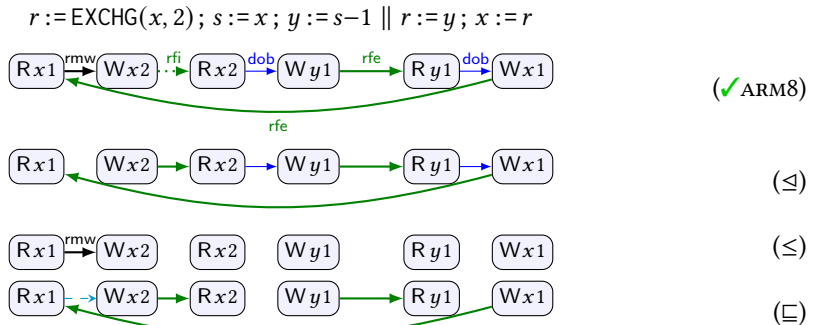 r := EXCHG(x, 2); s := x; y := s−1 ∥ r := y; x := r
rmw rfi dob rfe dob
Rx1 Wx2 Rx2 Wy1 Ry1 Wx1 (✓ARM8)
rfe
Rx1 Wx2 Rx2 Wy1 Ry1 Wx1
(⊴)
rmw
Rx1 Wx2 Rx2 Wy1 Ry1 Wx1 (≤)
Rx1 Wx2 Rx2 Wy1 Ry1 Wx1
(⊑)